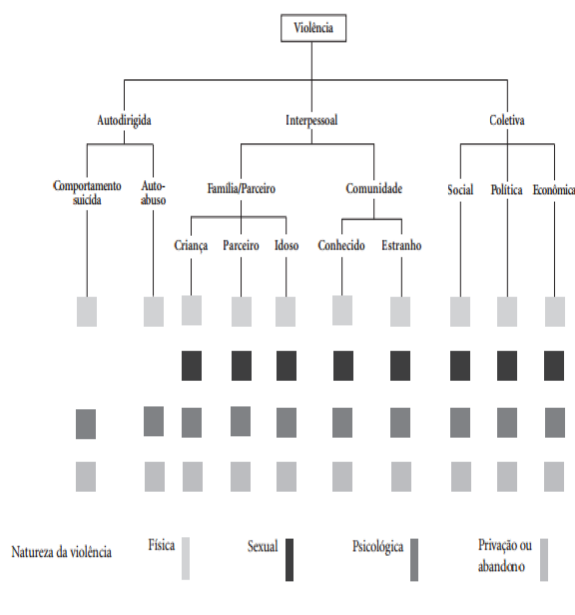 Violência
Autodirigida
Interpessoal
Coletiva
Comportamento
suicida
Auto-
abuso
Família/Parceiro
Comunidade
Social
Política
Econômica
Criança
Parceiro
Idoso
Conhecido
Estranho
Natureza da violência
Física
Sexual
Psicológica
Privação ou
abandono